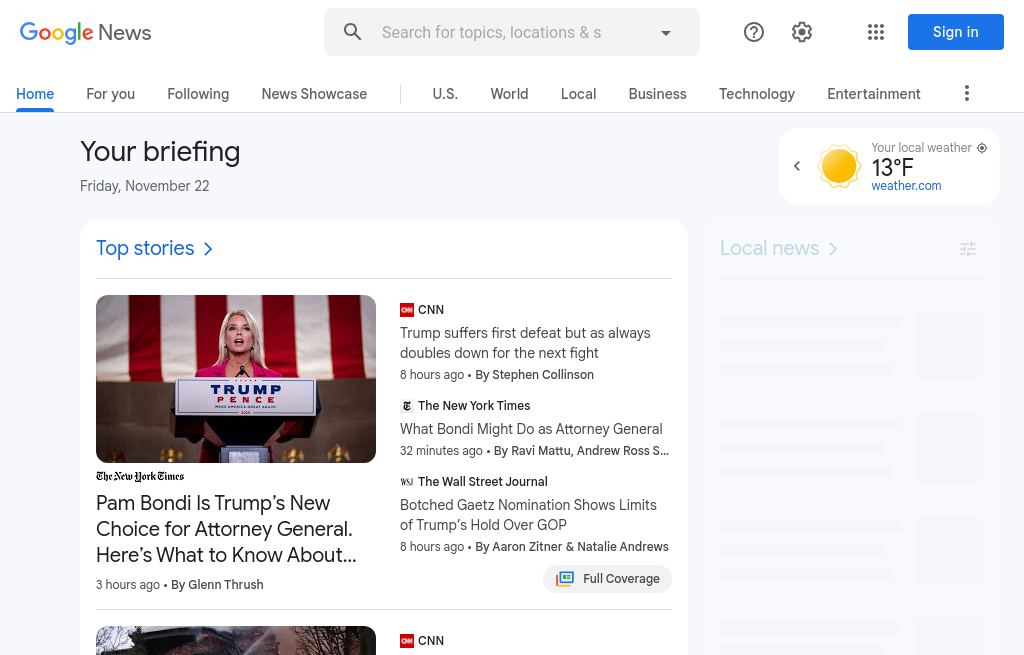 Google News
Search for topics, locations & s
Sign in
Home
For you
Following
News Showcase
U.S.
World
Local
Business
Technology
Entertainment
Your briefing
Friday, November 22
Your local weather
13°F
weather.com
Top stories
Local news
TRUMP
PENCE
MAKE AMERICA GREAT AGAIN!
The New York Times
Pam Bondi Is Trump's New
Choice for Attorney General.
Here's What to Know About...
3 hours ago • By Glenn Thrush
CNN
CNN
Trump suffers first defeat but as always
doubles down for the next fight
8 hours ago • By Stephen Collinson
The New York Times
What Bondi Might Do as Attorney General
32 minutes ago • By Ravi Mattu, Andrew Ross S...
WSJ
The Wall Street Journal
Botched Gaetz Nomination Shows Limits
of Trump's Hold Over GOP
8 hours ago • By Aaron Zitner & Natalie Andrews
Full Coverage
CNN
CNN